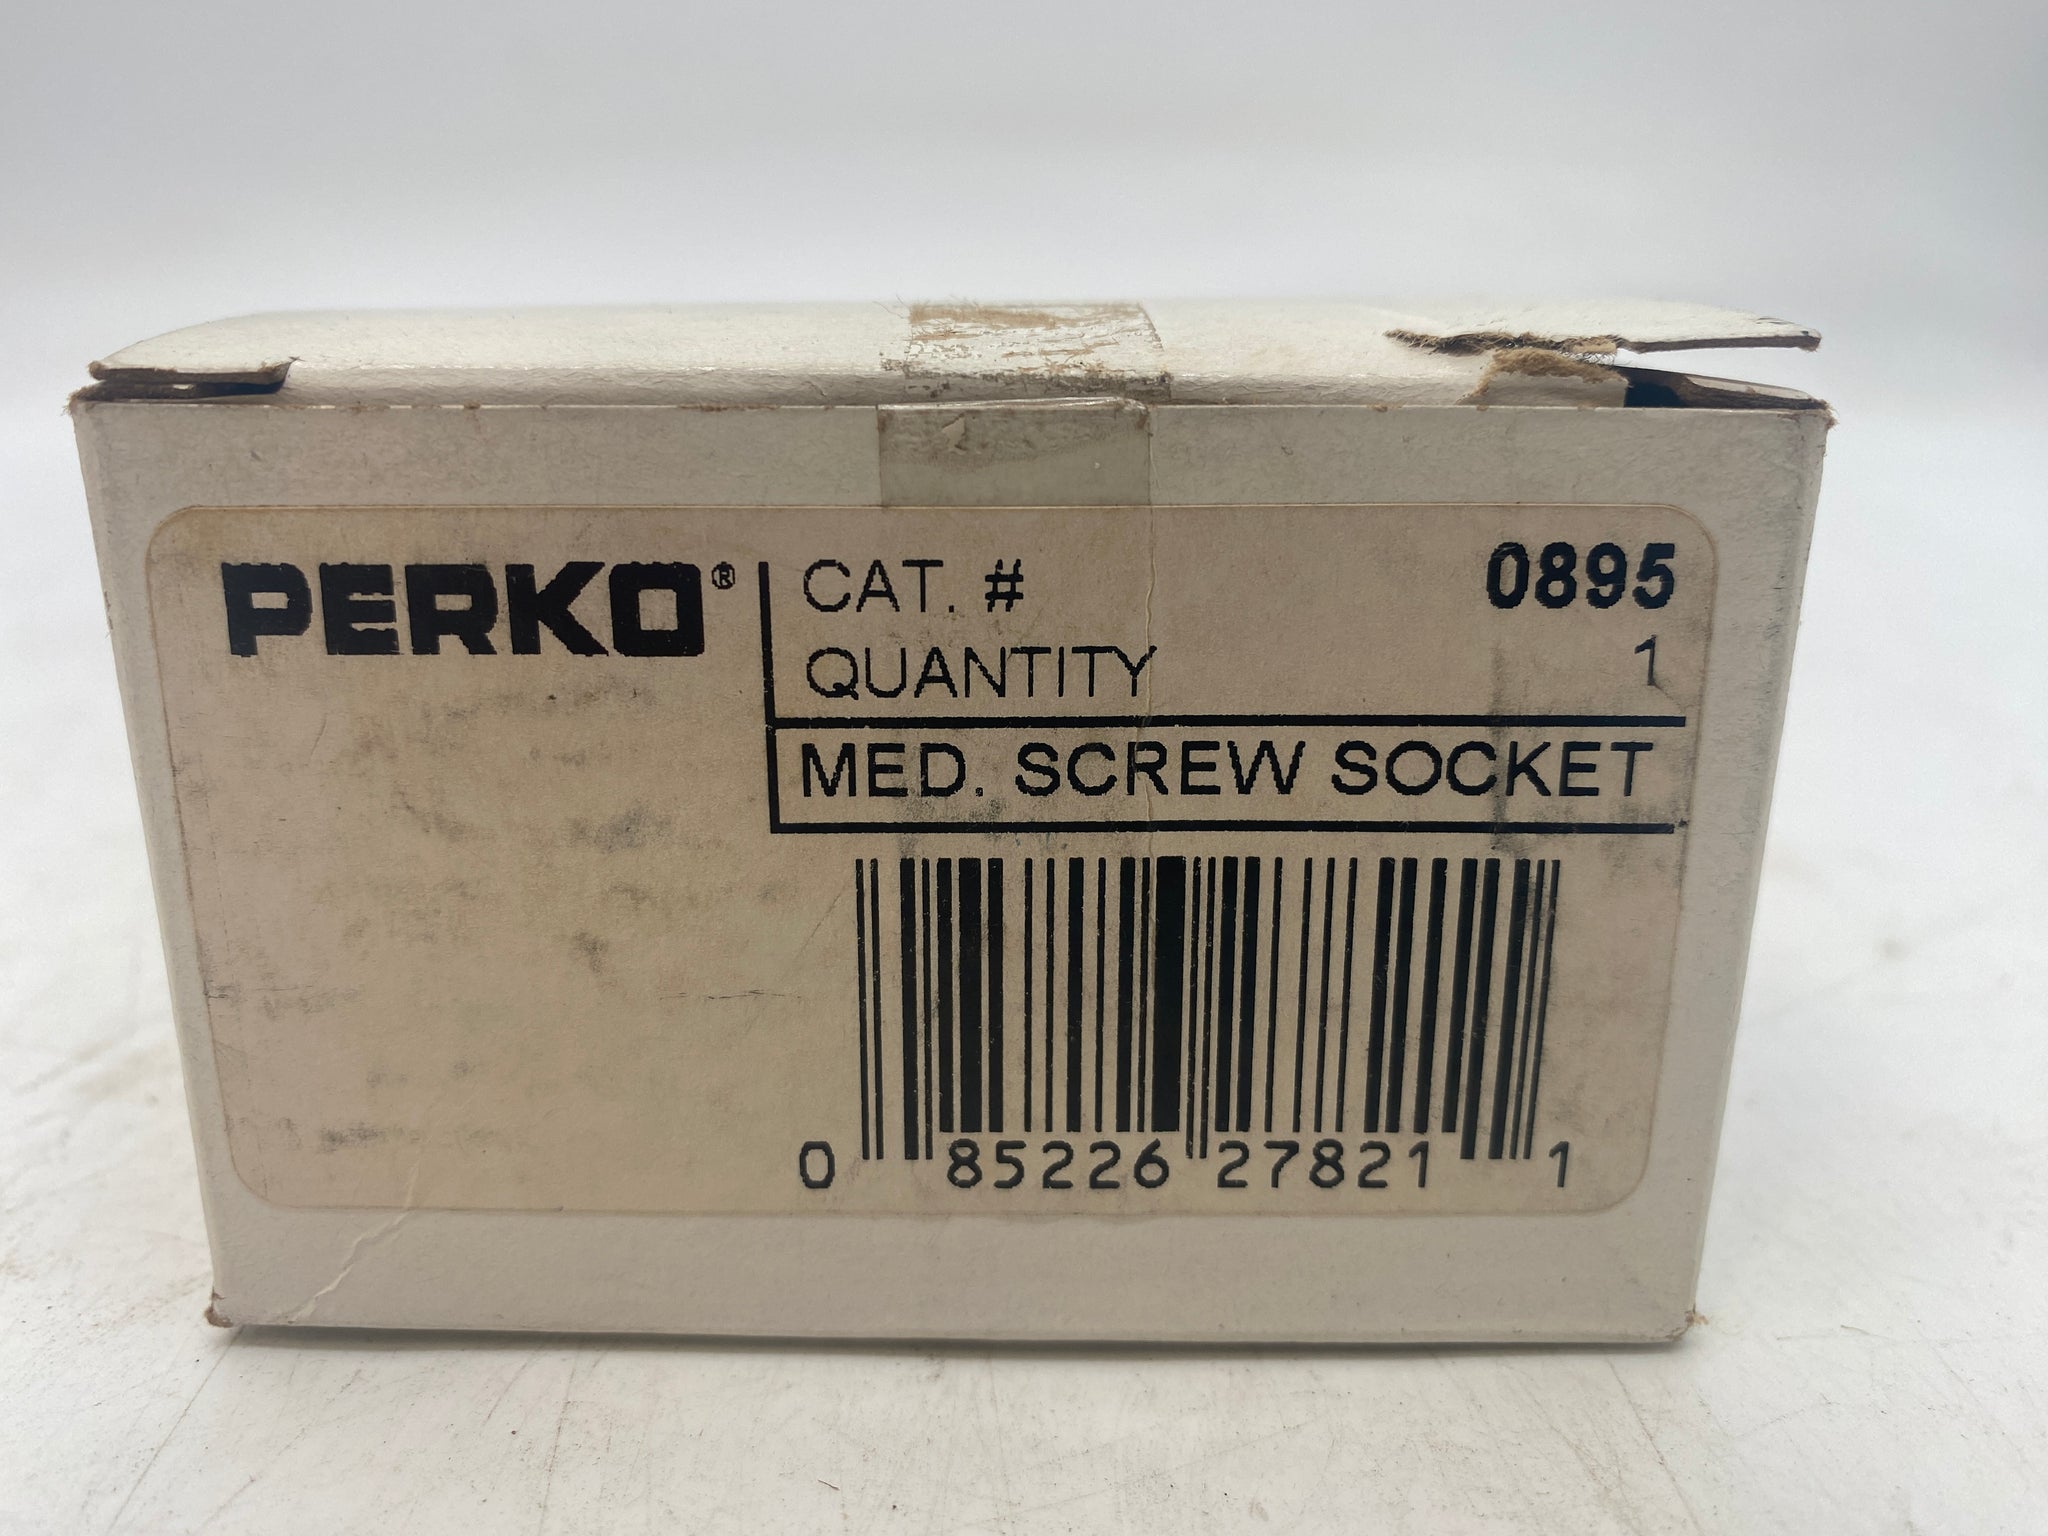 PERKO®
CAT. # 0895
QUANTITY 1
MED. SCREW SOCKET
0 85226 27821 1